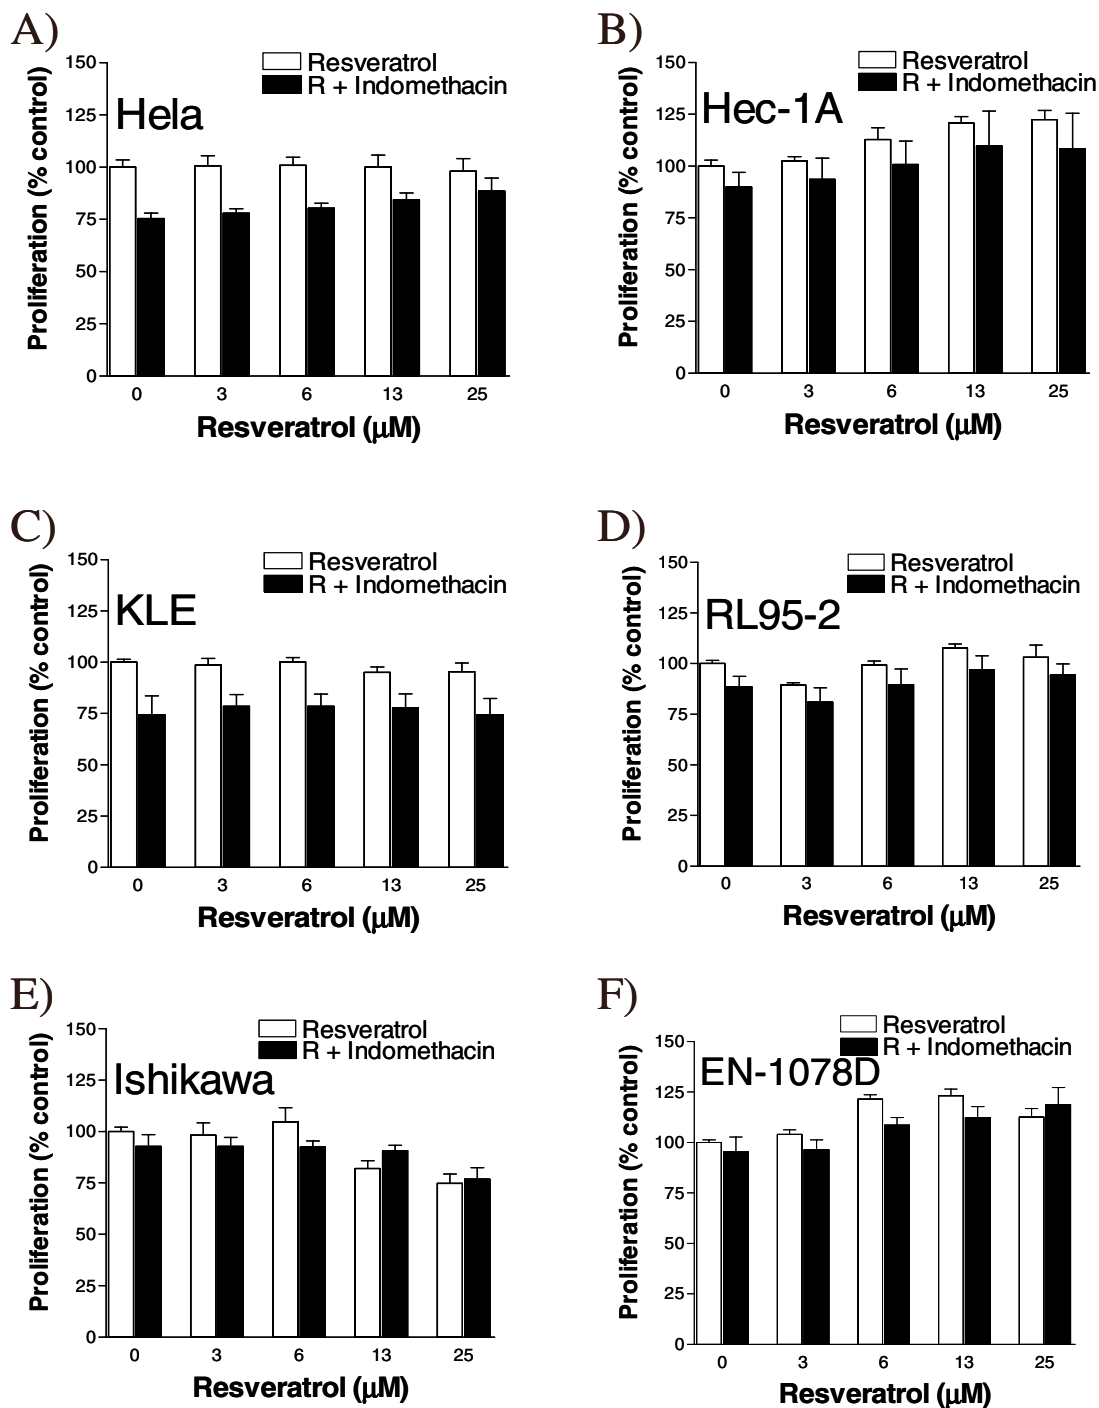 A)
Resveratrol
R + Indomethacin
Hela
Proliferation (% control)
150
125
100
75
50
25
0
0 3 6 13 25
Resveratrol (μM)
B)
Resveratrol
R + Indomethacin
Hec-1A
Proliferation (% control)
150
125
100
75
50
25
0
0 3 6 13 25
Resveratrol (μM)
C)
Resveratrol
R + Indomethacin
KLE
Proliferation (% control)
150
125
100
75
50
25
0
0 3 6 13 25
Resveratrol (μM)
D)
Resveratrol
R + Indomethacin
RL95-2
Proliferation (% control)
150
125
100
75
50
25
0
0 3 6 13 25
Resveratrol (μM)
E)
Resveratrol
R + Indomethacin
Ishikawa
Proliferation (% control)
150
125
100
75
50
25
0
0 3 6 13 25
Resveratrol (μM)
F)
Resveratrol
R + Indomethacin
EN-1078D
Proliferation (% control)
150
125
100
75
50
25
0
0 3 6 13 25
Resveratrol (μM)